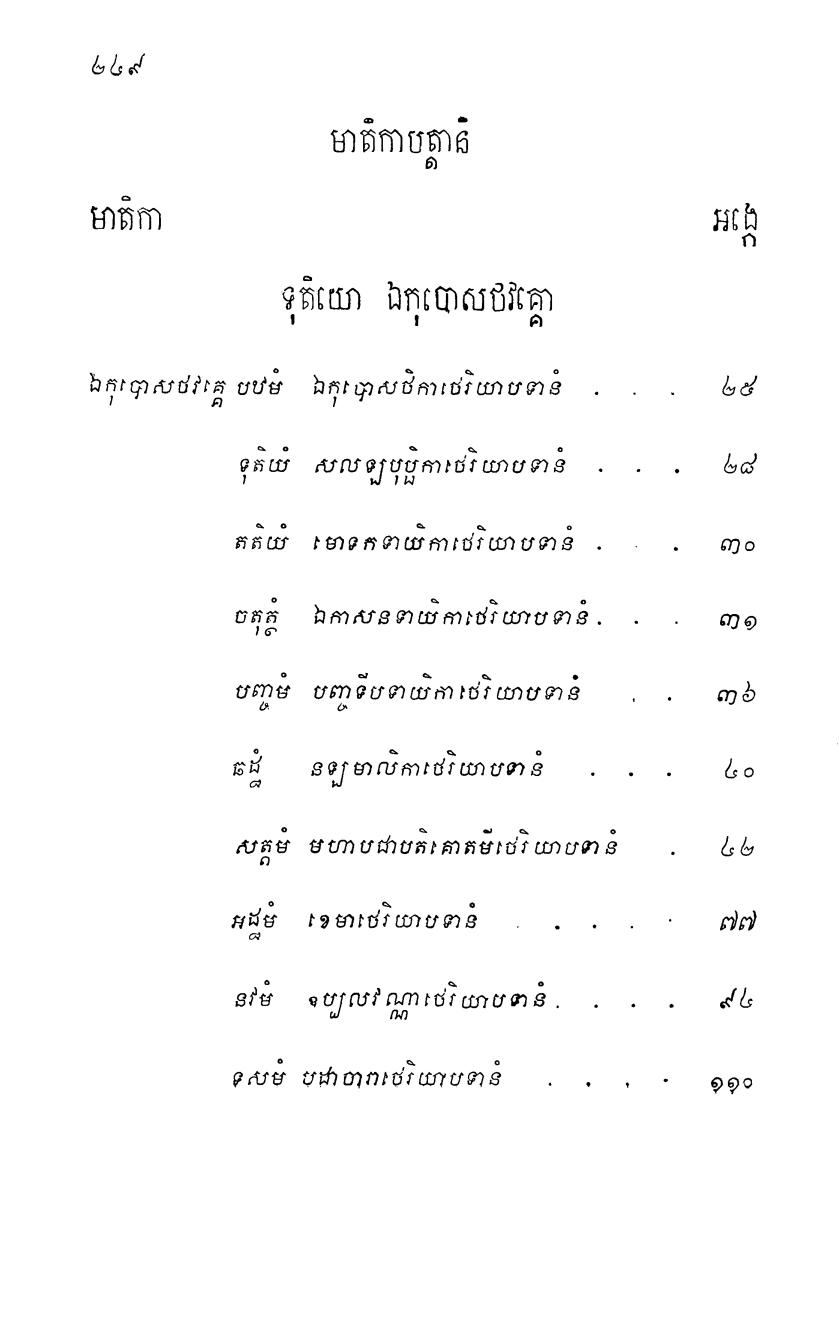 ២៤៩
មាតិកាបត្តានិ
មាតិកា អង្កេ
ទុតិយោ ឯកុបោសថវគ្គោ
ឯកុបោសថវគ្គេ បឋមំ ឯកុបោសថិកាថេរិយាបទានំ . . . ២៥
ទុតិយំ សលឡបុប្ផិកាថេរិយាបទានំ . . . ២៨
តតិយំ មោទកទាយិកាថេរិយាបទានំ . . . ៣០
ចតុត្ថំ ឯកាសនទាយិកាថេរិយាបទានំ . . . ៣១
បញ្ចមំ បញ្ចទីបទាយិកាថេរិយាបទានំ . . ៣៦
ឆដ្ឋំ នឡមាលិកាថេរិយាបទានំ . . . ៤០
សត្តមំ មហាបជាបតិគោតមីថេរិយាបទានំ . ៤២
អដ្ឋមំ ខេមាថេរិយាបទានំ . . . . . ៧៧
នវមំ ឧប្បលវណ្ណាថេរិយាបទានំ . . . . ៩៤
ទសមំ បដាចារាថេរិយាបទានំ . . . . ១១០